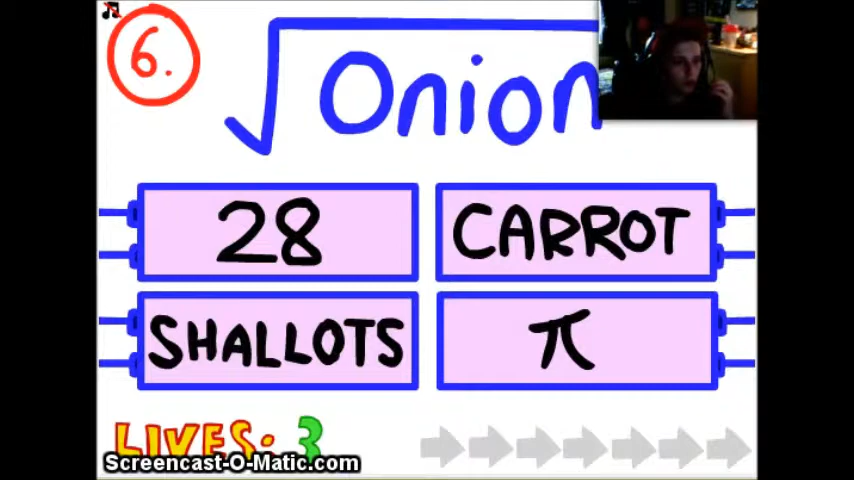 6.
√Onion
28 CARROT
SHALLOTS π
LIVES: 3
Screencast-O-Matic.com